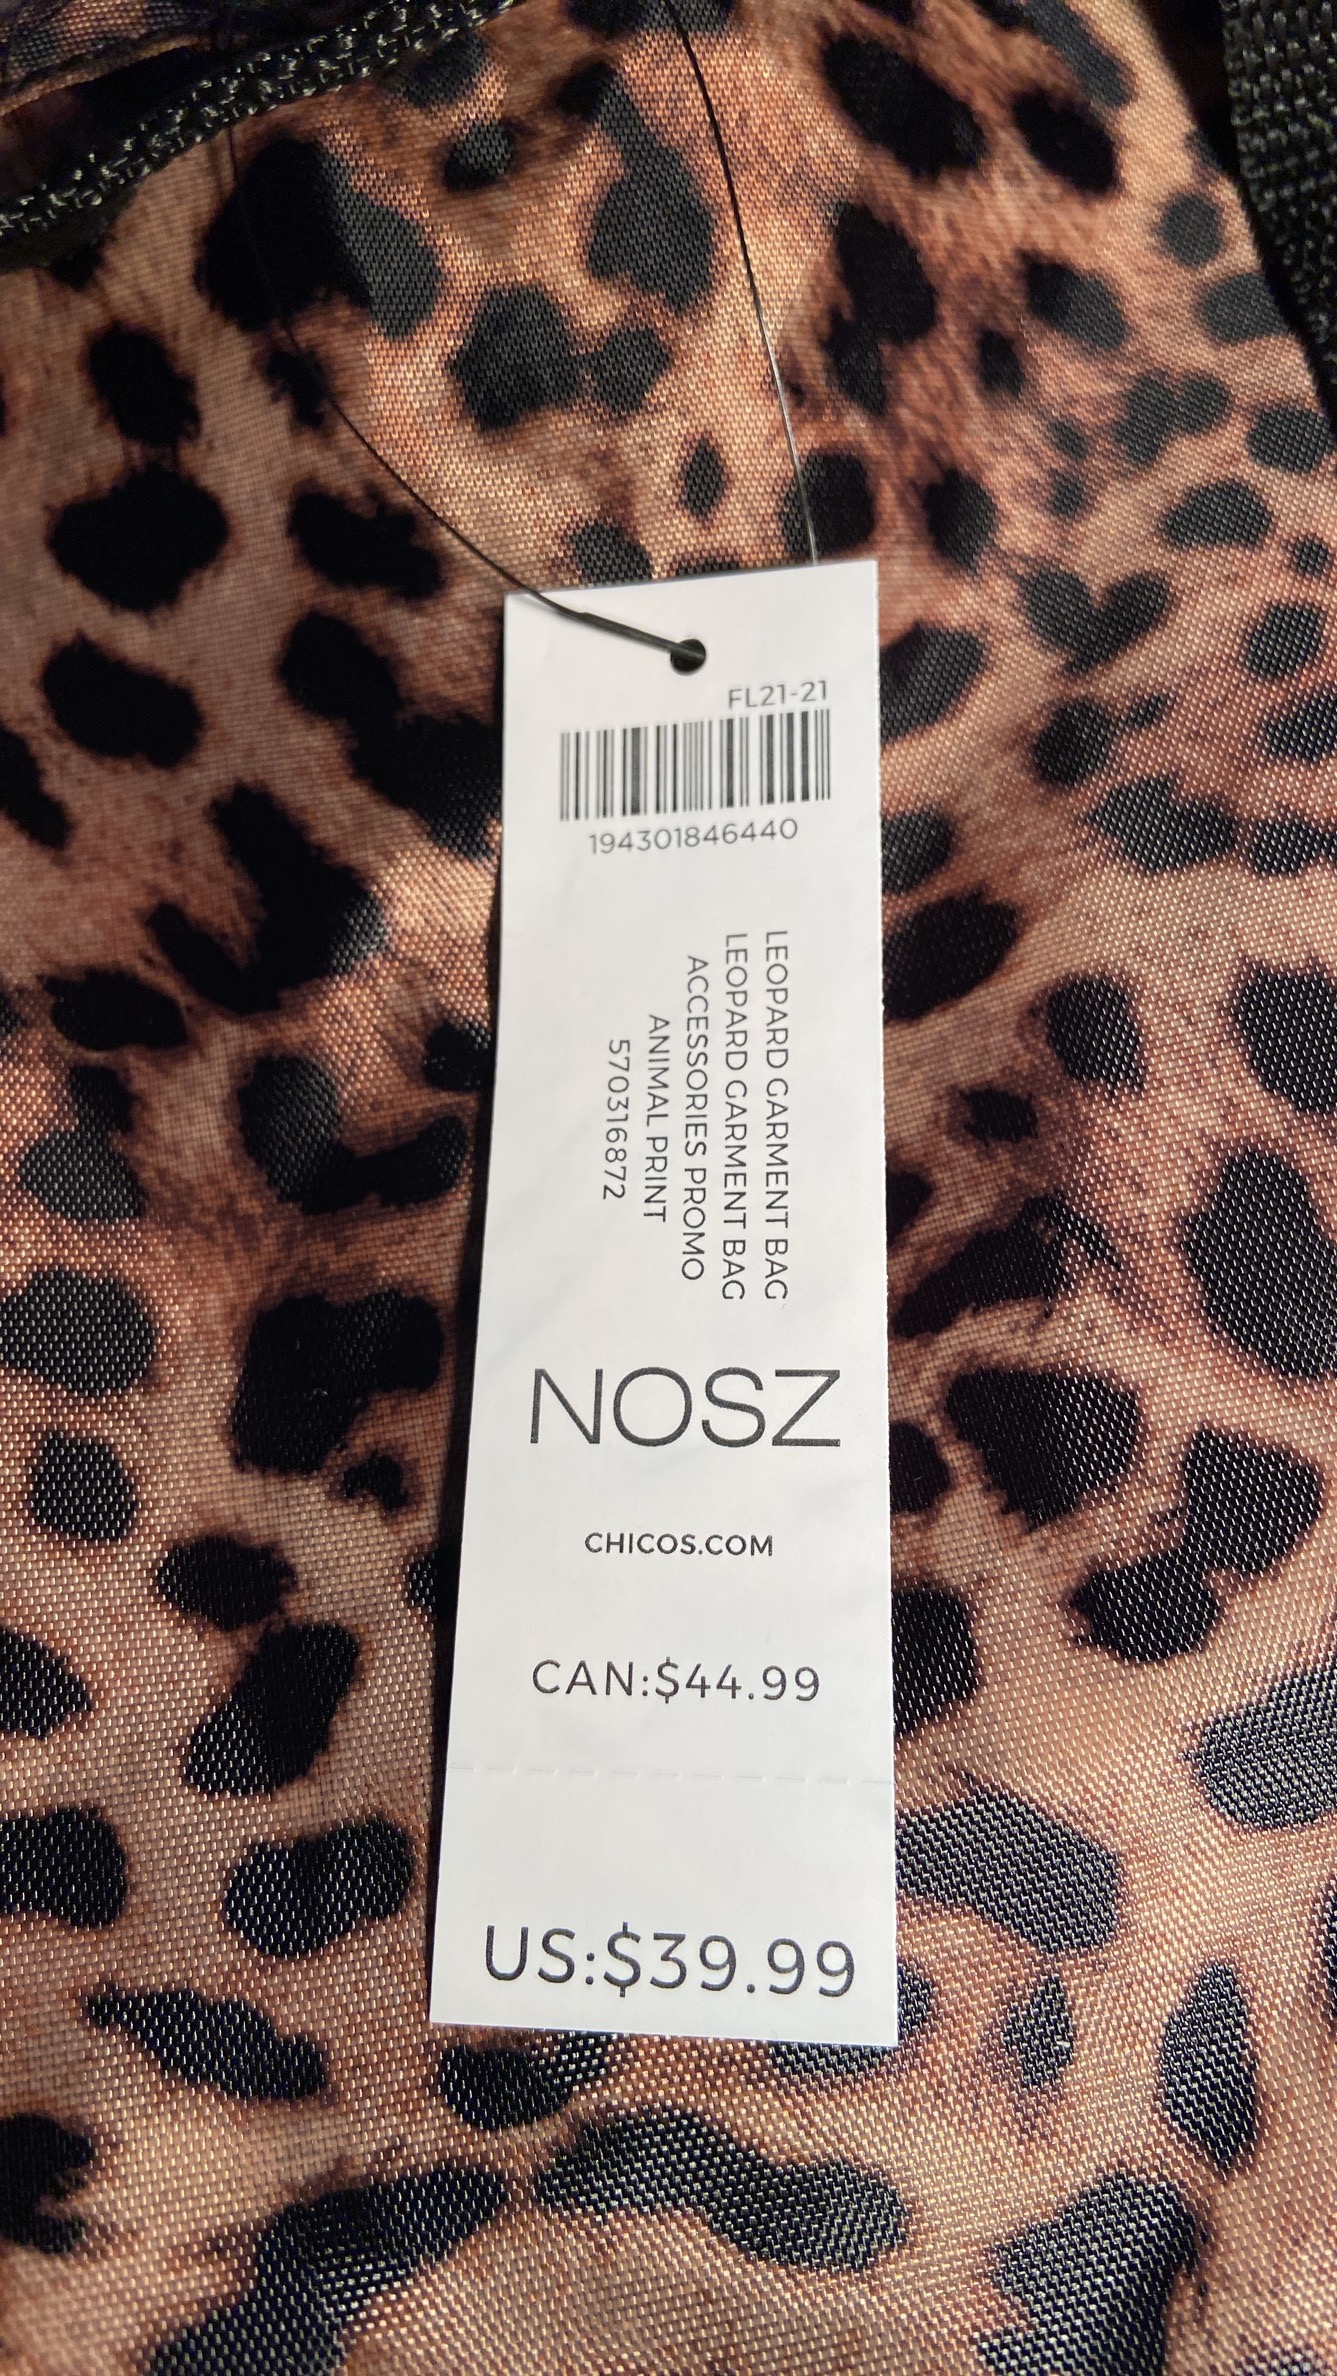 FL21-21
194301846440
LEOPARD GARMENT BAG
LEOPARD GARMENT BAG
ACCESSORIES PROMO
ANIMAL PRINT
570316872
NOSZ
CHICOS.COM
CAN:$44.99
US:$39.99